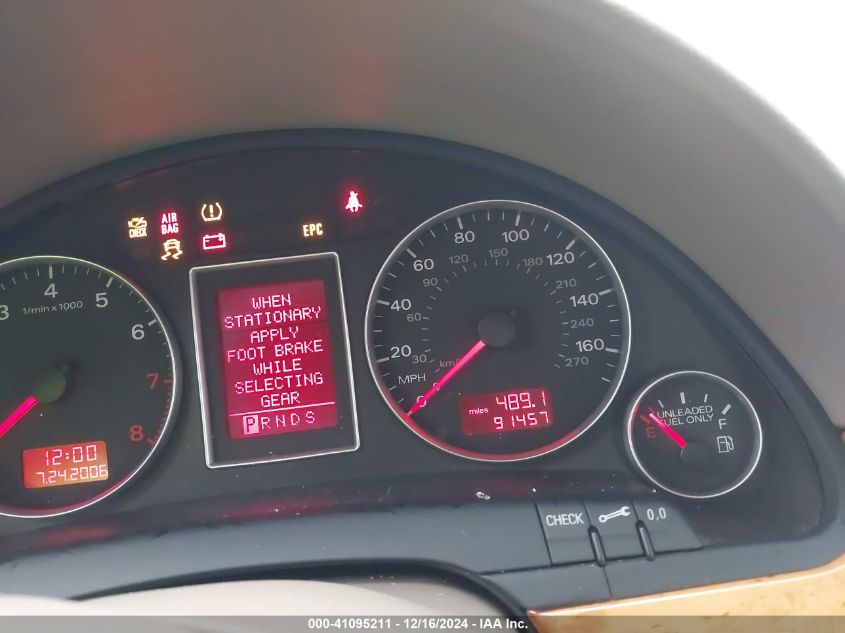 CHECK
AIR
BAG
EPC
3 4 5 6 7 8
1/min x 1000
12:00
7.24.2006
WHEN
STATIONARY
APPLY
FOOT BRAKE
WHILE
SELECTING
GEAR
P R N D S
0 20 40 60 80 100 120 140 160
30 60 90 120 150 180 210 240 270
MPH
km/h
miles 489.1
91457
UNLEADED
FUEL ONLY
E F
CHECK
0,0
000-41095211 - 12/16/2024 - IAA Inc.